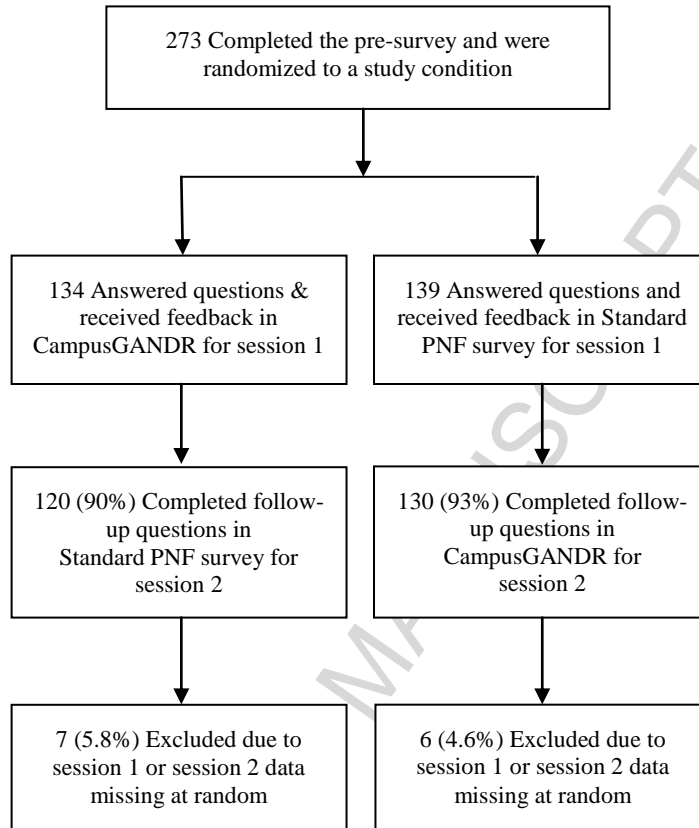 273 Completed the pre-survey and were
randomized to a study condition
134 Answered questions &
received feedback in
CampusGANDR for session 1
139 Answered questions and
received feedback in Standard
PNF survey for session 1
120 (90%) Completed follow-
up questions in
Standard PNF survey for
session 2
130 (93%) Completed follow-
up questions in
CampusGANDR for
session 2
7 (5.8%) Excluded due to
session 1 or session 2 data
missing at random
6 (4.6%) Excluded due to
session 1 or session 2 data
missing at random